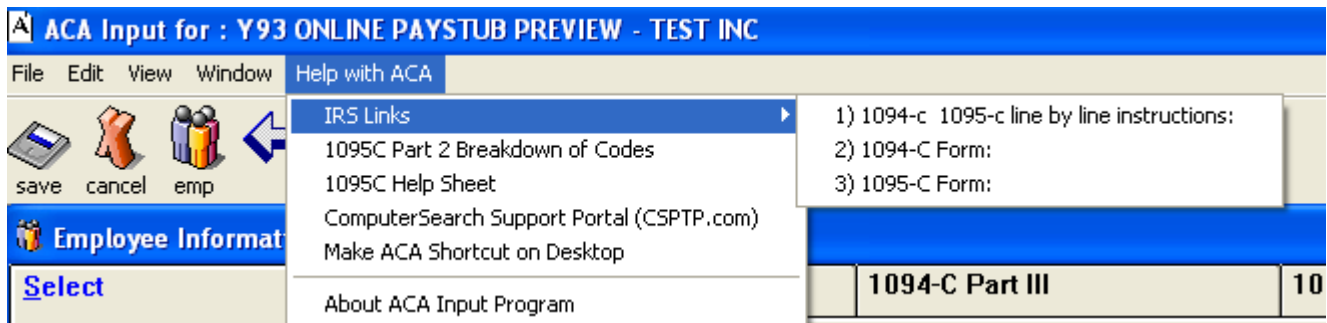 ACA Input for : Y93 ONLINE PAYSTUB PREVIEW - TEST INC
File Edit View Window Help with ACA
IRS Links
1095C Part 2 Breakdown of Codes
1095C Help Sheet
ComputerSearch Support Portal (CSPTP.com)
Make ACA Shortcut on Desktop
About ACA Input Program
1) 1094-c 1095-c line by line instructions:
2) 1094-C Form:
3) 1095-C Form:
save cancel emp
Employee Informat
Select 1094-C Part III 10